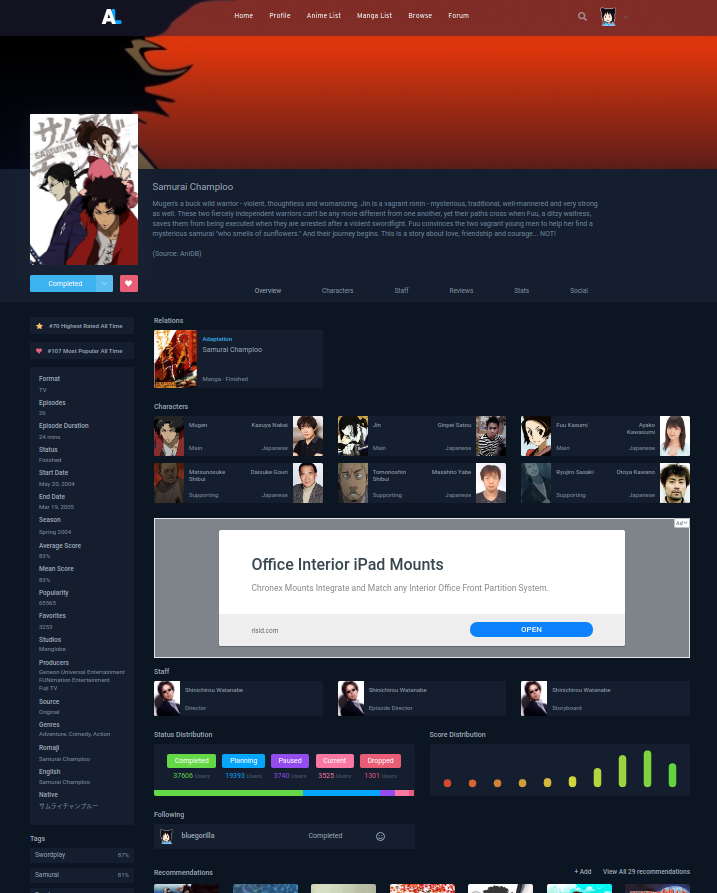 AL
Home Profile Anime List Manga List Browse Forum
サムライ
SAMURAI
Samurai Champloo
Mugen's a buck wild warrior - violent, thoughtless and womanizing. Jin is a vagrant ronin - mysterious, traditional, well-mannered and very strong
as well. These two fiercely independent warriors can't be any more different from one another, yet their paths cross when Fuu, a ditzy waitress,
saves them from being executed when they are arrested after a violent swordfight. Fuu convinces the two vagrant young men to help her find a
mysterious samurai "who smells of sunflowers." And their journey begins. This is a story about love, friendship and courage... NOT!
(Source: AniDB)
Completed
Overview Characters Staff Reviews Stats Social
#70 Highest Rated All Time
#107 Most Popular All Time
Format
TV
Episodes
26
Episode Duration
24 mins
Status
Finished
Start Date
May 20, 2004
End Date
Mar 19, 2005
Season
Spring 2004
Average Score
83%
Mean Score
83%
Popularity
65565
Favorites
3253
Studios
Manglobe
Producers
Geneon Universal Entertainment
FUNimation Entertainment
Fuji TV
Source
Original
Genres
Adventure, Comedy, Action
Romaji
Samurai Champloo
English
Samurai Champloo
Native
サムライチャンプルー
Tags
Swordplay 87%
Samurai 81%
Relations
Adaptation
Samurai Champloo
Manga · Finished
Characters
Mugen Kazuya Nakai
Main Japanese
Jin Ginpei Satou
Main Japanese
Fuu Kasumi Ayako
Kawasumi
Main Japanese
Matsunosuke Daisuke Gouri
Shibui
Supporting Japanese
Tomonoshin Masahito Yabe
Shibui
Supporting Japanese
Ryujiro Sasaki Otoya Kawano
Supporting Japanese
Ad
Office Interior iPad Mounts
Chronex Mounts Integrate and Match any Interior Office Front Partition System.
risid.com OPEN
Staff
Shinichirou Watanabe
Director
Shinichirou Watanabe
Episode Director
Shinichirou Watanabe
Storyboard
Status Distribution
Completed Planning Paused Current Dropped
37606 Users 19393 Users 3740 Users 3525 Users 1301 Users
Score Distribution
Following
bluegorilla Completed
Recommendations + Add View All 29 recommendations